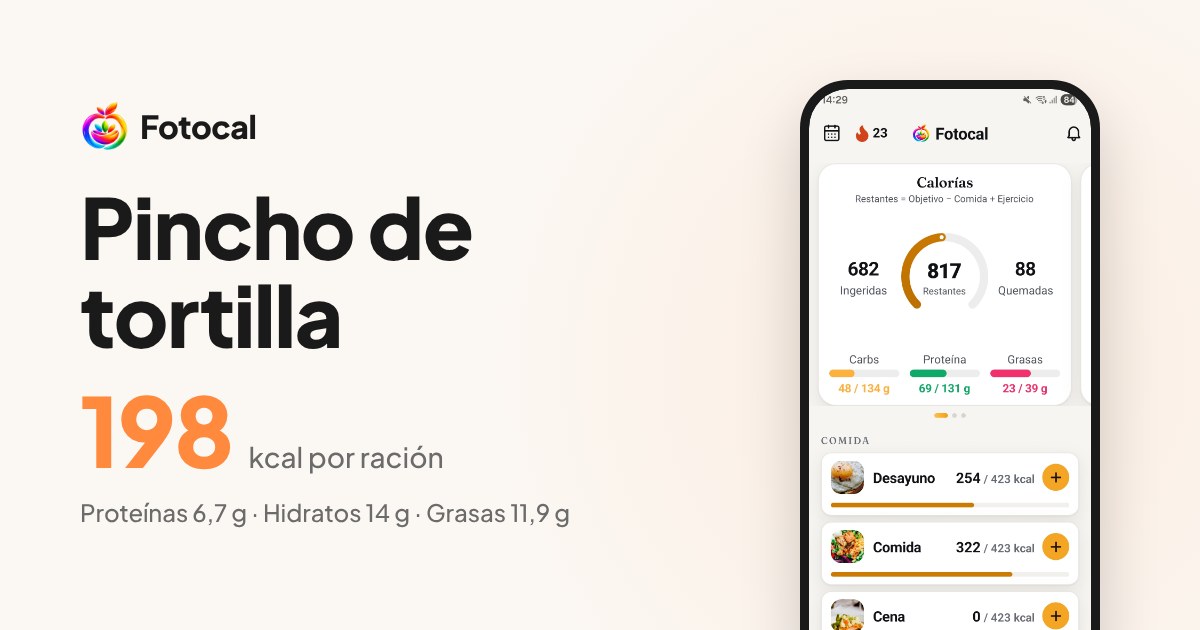 Fotocal
Pincho de
tortilla
198 kcal por ración
Proteínas 6,7 g · Hidratos 14 g · Grasas 11,9 g
14:29
84
23
Fotocal
Calorías
Restantes = Objetivo − Comida + Ejercicio
682
Ingeridas
817
Restantes
88
Quemadas
Carbs
48 / 134 g
Proteína
69 / 131 g
Grasas
23 / 39 g
COMIDA
Desayuno 254 / 423 kcal +
Comida 322 / 423 kcal +
Cena 0 / 423 kcal +